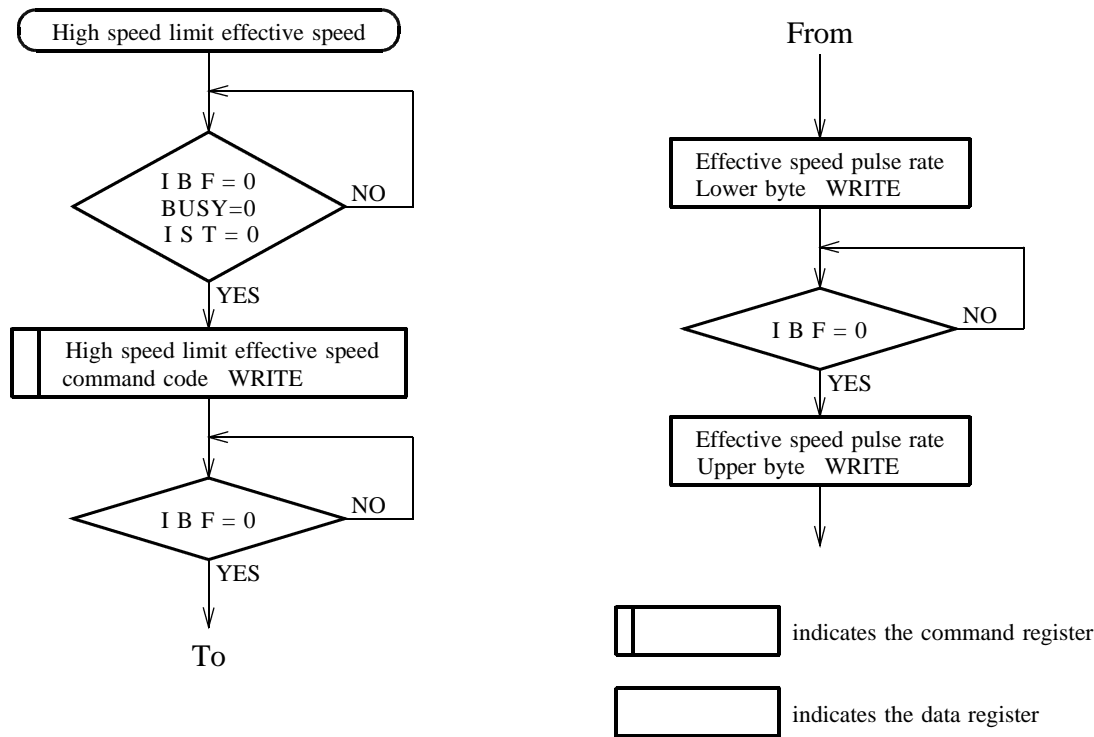 High speed limit effective speed
I B F = 0
BUSY=0
I S T = 0
NO
YES
High speed limit effective speed
command code WRITE
I B F = 0
NO
YES
To
From
Effective speed pulse rate
Lower byte WRITE
I B F = 0
NO
YES
Effective speed pulse rate
Upper byte WRITE
indicates the command register
indicates the data register